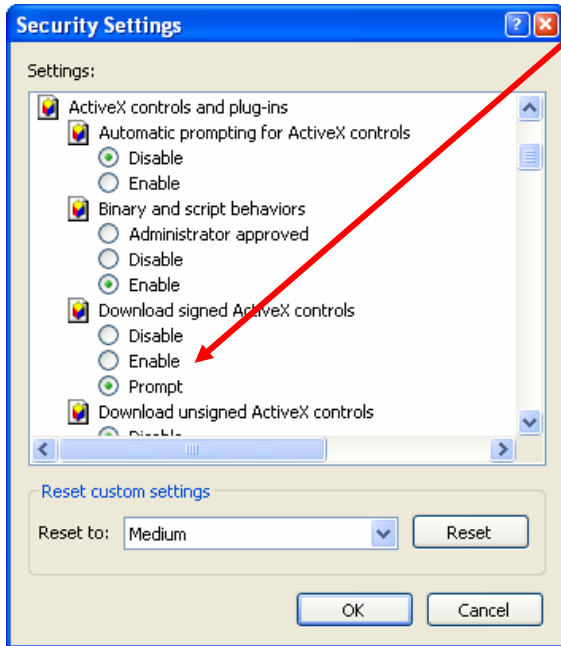 Security Settings
Settings:
ActiveX controls and plug-ins
Automatic prompting for ActiveX controls
Disable
Enable
Binary and script behaviors
Administrator approved
Disable
Enable
Download signed ActiveX controls
Disable
Enable
Prompt
Download unsigned ActiveX controls
Disable
Reset custom settings
Reset to: Medium Reset
OK Cancel